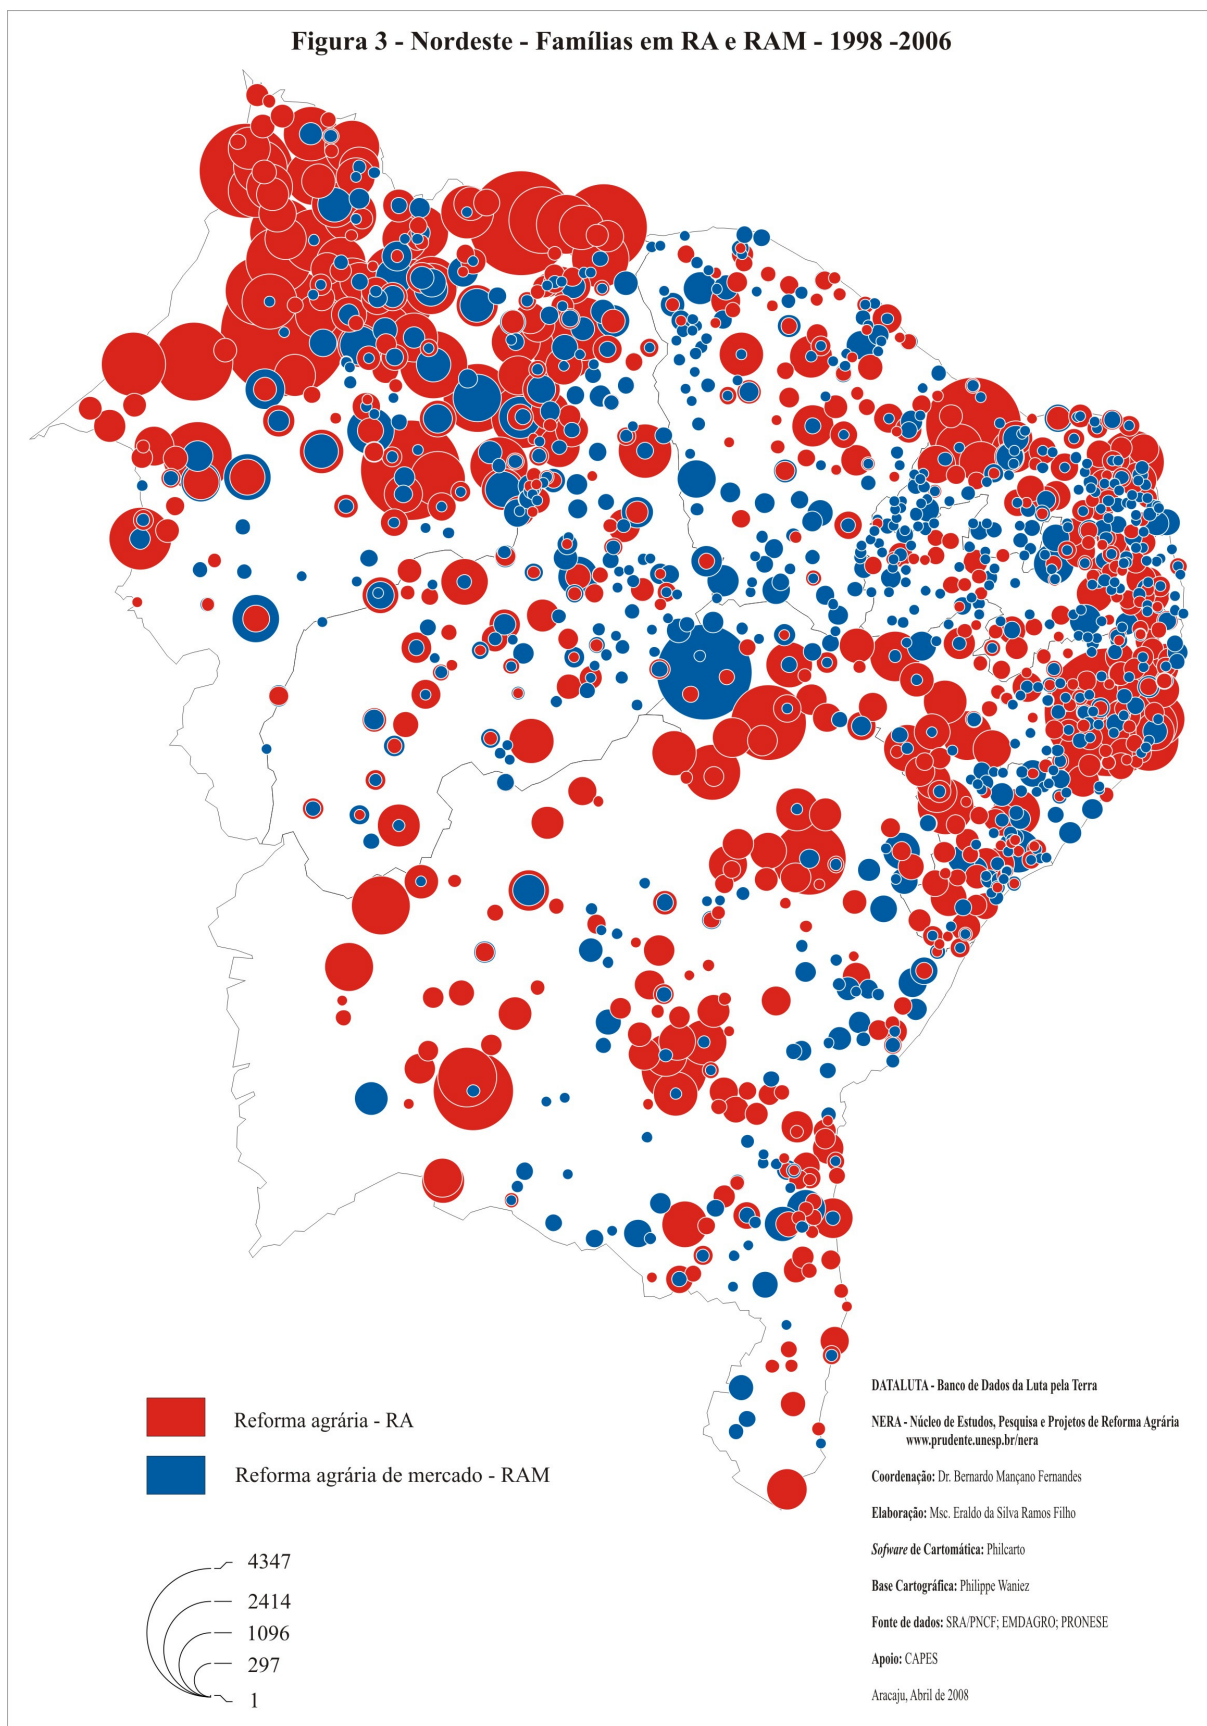 Figura 3 - Nordeste - Famílias em RA e RAM - 1998 -2006
Reforma agrária - RA
Reforma agrária de mercado - RAM
4347
2414
1096
297
1
DATALUTA - Banco de Dados da Luta pela Terra
NERA - Núcleo de Estudos, Pesquisa e Projetos de Reforma Agrária
www.prudente.unesp.br/nera
Coordenação: Dr. Bernardo Mançano Fernandes
Elaboração: Msc. Eraldo da Silva Ramos Filho
Sofware de Cartomática: Philcarto
Base Cartográfica: Philippe Waniez
Fonte de dados: SRA/PNCF; EMDAGRO; PRONESE
Apoio: CAPES
Aracaju, Abril de 2008